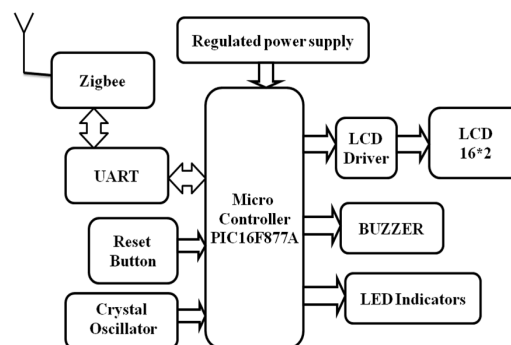 Regulated power supply
Zigbee
UART
Reset
Button
Crystal
Oscillator
Micro
Controller
PIC16F877A
LCD
Driver
LCD
16*2
BUZZER
LED Indicators